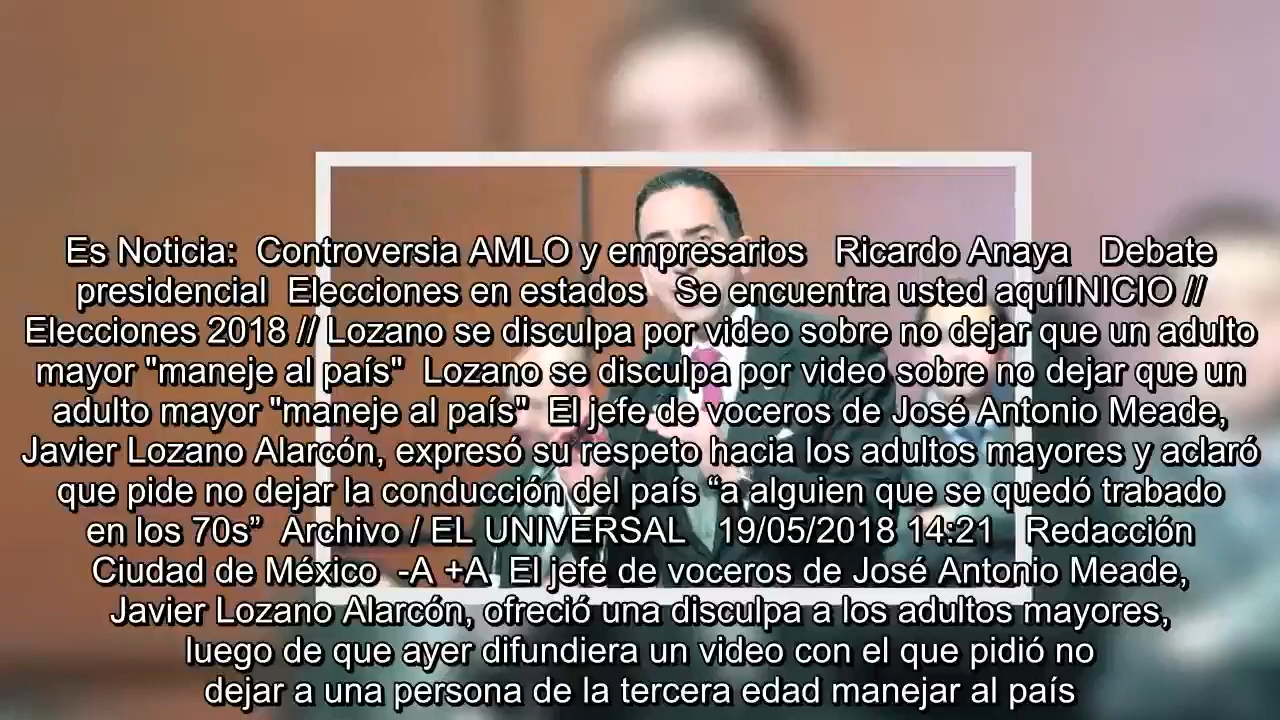 Es Noticia:  Controversia AMLO y empresarios   Ricardo Anaya   Debate
presidencial  Elecciones en estados   Se encuentra usted aquíINICIO //
Elecciones 2018 // Lozano se disculpa por video sobre no dejar que un adulto
mayor "maneje al país"  Lozano se disculpa por video sobre no dejar que un
adulto mayor "maneje al país"  El jefe de voceros de José Antonio Meade,
Javier Lozano Alarcón, expresó su respeto hacia los adultos mayores y aclaró
que pide no dejar la conducción del país “a alguien que se quedó trabado
en los 70s”  Archivo / EL UNIVERSAL   19/05/2018 14:21   Redacción
Ciudad de México  -A +A  El jefe de voceros de José Antonio Meade,
Javier Lozano Alarcón, ofreció una disculpa a los adultos mayores,
luego de que ayer difundiera un video con el que pidió no
dejar a una persona de la tercera edad manejar al país